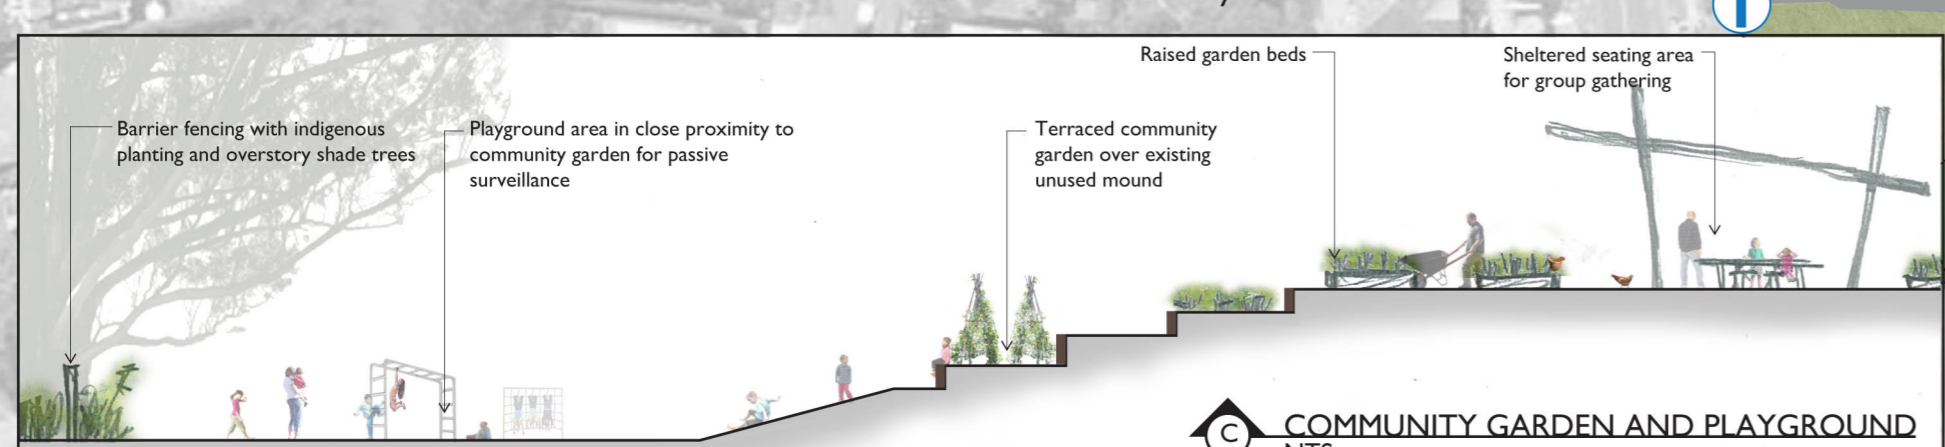 Barrier fencing with indigenous
planting and overstory shade trees
Playground area in close proximity to
community garden for passive
surveillance
Terraced community
garden over existing
unused mound
Raised garden beds
Sheltered seating area
for group gathering
C
COMMUNITY GARDEN AND PLAYGROUND
NTS